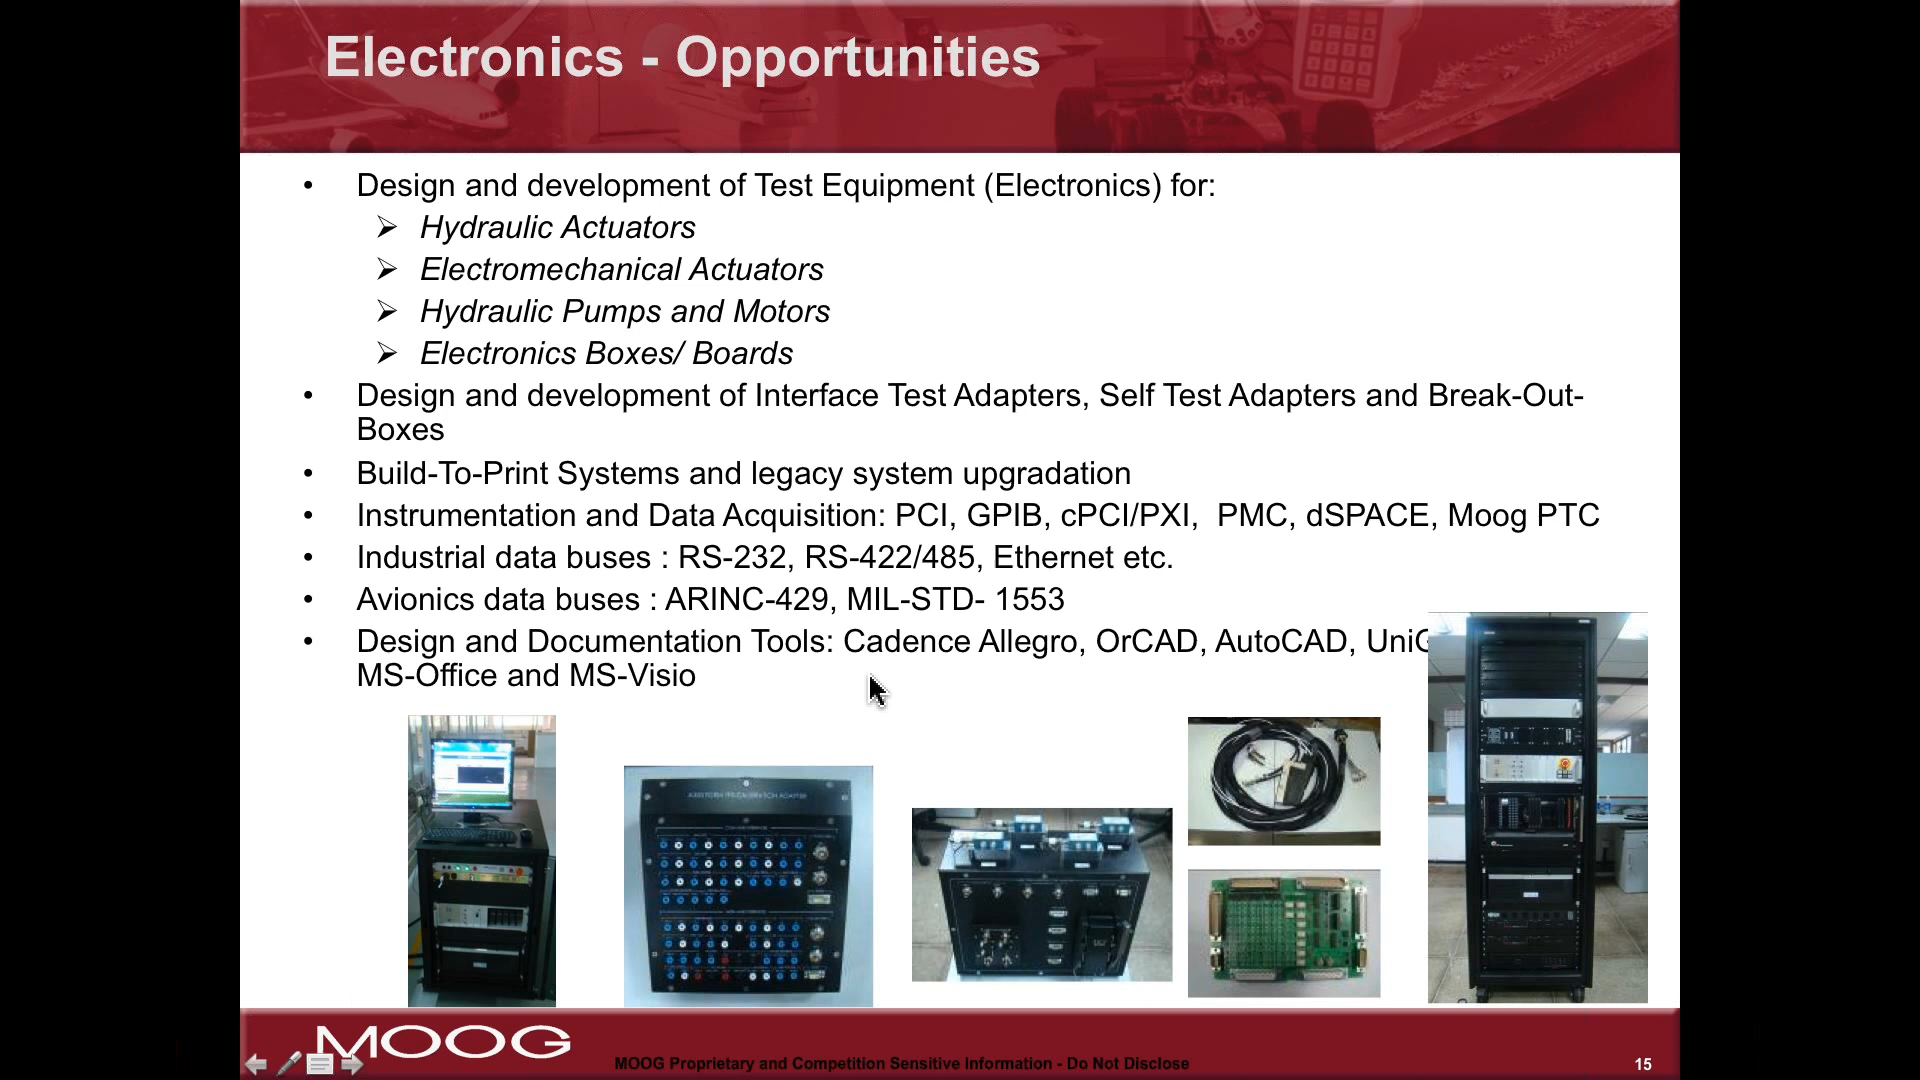 Electronics - Opportunities
• Design and development of Test Equipment (Electronics) for:
➢ Hydraulic Actuators
➢ Electromechanical Actuators
➢ Hydraulic Pumps and Motors
➢ Electronics Boxes/ Boards
• Design and development of Interface Test Adapters, Self Test Adapters and Break-Out-
Boxes
• Build-To-Print Systems and legacy system upgradation
• Instrumentation and Data Acquisition: PCI, GPIB, cPCI/PXI,  PMC, dSPACE, Moog PTC
• Industrial data buses : RS-232, RS-422/485, Ethernet etc.
• Avionics data buses : ARINC-429, MIL-STD- 1553
• Design and Documentation Tools: Cadence Allegro, OrCAD, AutoCAD,
MS-Office and MS-Visio
MOOG
MOOG Proprietary and Competition Sensitive Information - Do Not Disclose
15